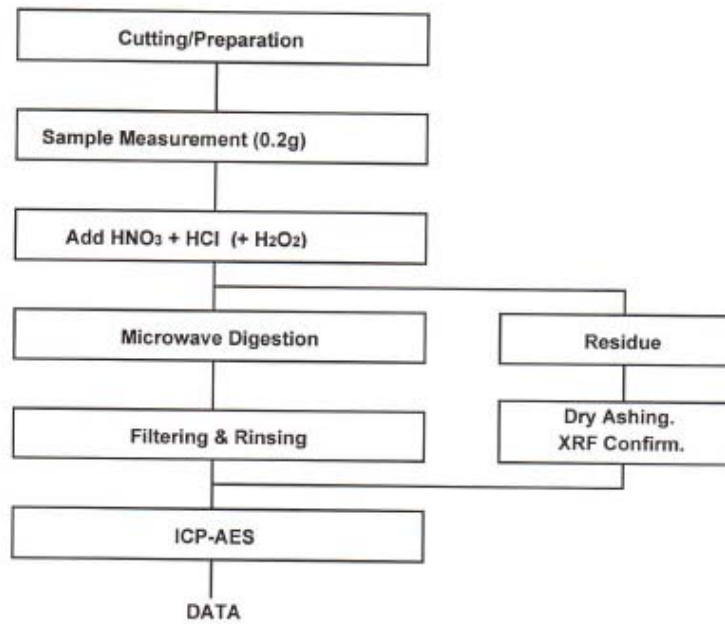 Cutting/Preparation
Sample Measurement (0.2g)
Add HNO₃ + HCl (+ H₂O₂)
Microwave Digestion
Residue
Filtering & Rinsing
Dry Ashing.
XRF Confirm.
ICP-AES
DATA